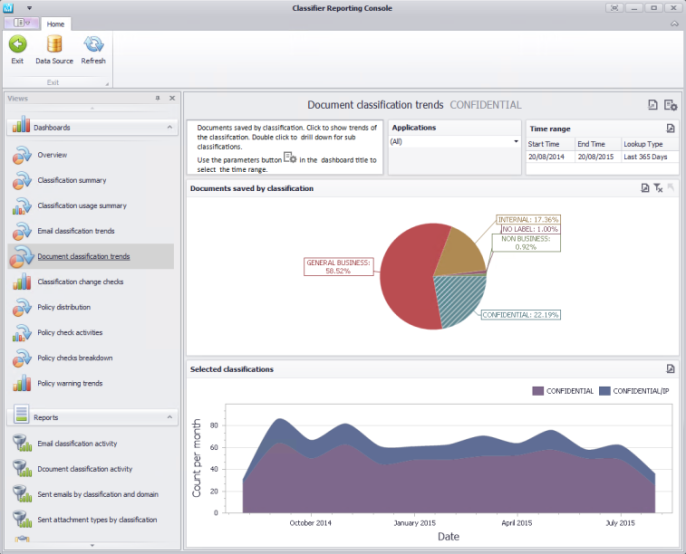 Classifier Reporting Console
Home
Exit
Data Source
Refresh
Exit
Views
Dashboards
Overview
Classification summary
Classification usage summary
Email classification trends
Document classification trends
Classification change checks
Policy distribution
Policy check activities
Policy checks breakdown
Policy warning trends
Reports
Email classification activity
Document classification activity
Sent emails by classification and domain
Sent attachment types by classification
Document classification trends CONFIDENTIAL
Documents saved by classification. Click to show trends of
the classifcation. Double click to drill down for sub
classifications.
Use the parameters button in the dashboard title to
select the time range.
Applications
(All)
Time range
Start Time End Time Lookup Type
20/08/2014 20/08/2015 Last 365 Days
Documents saved by classification
INTERNAL: 17.36%
NO LABEL: 1.00%
NON BUSINESS:
0.92%
GENERAL BUSINESS:
58.52%
CONFIDENTIAL: 22.19%
Selected classifications
CONFIDENTIAL CONFIDENTIAL/IP
Count per month
80
60
40
20
0
October 2014 January 2015 April 2015 July 2015
Date